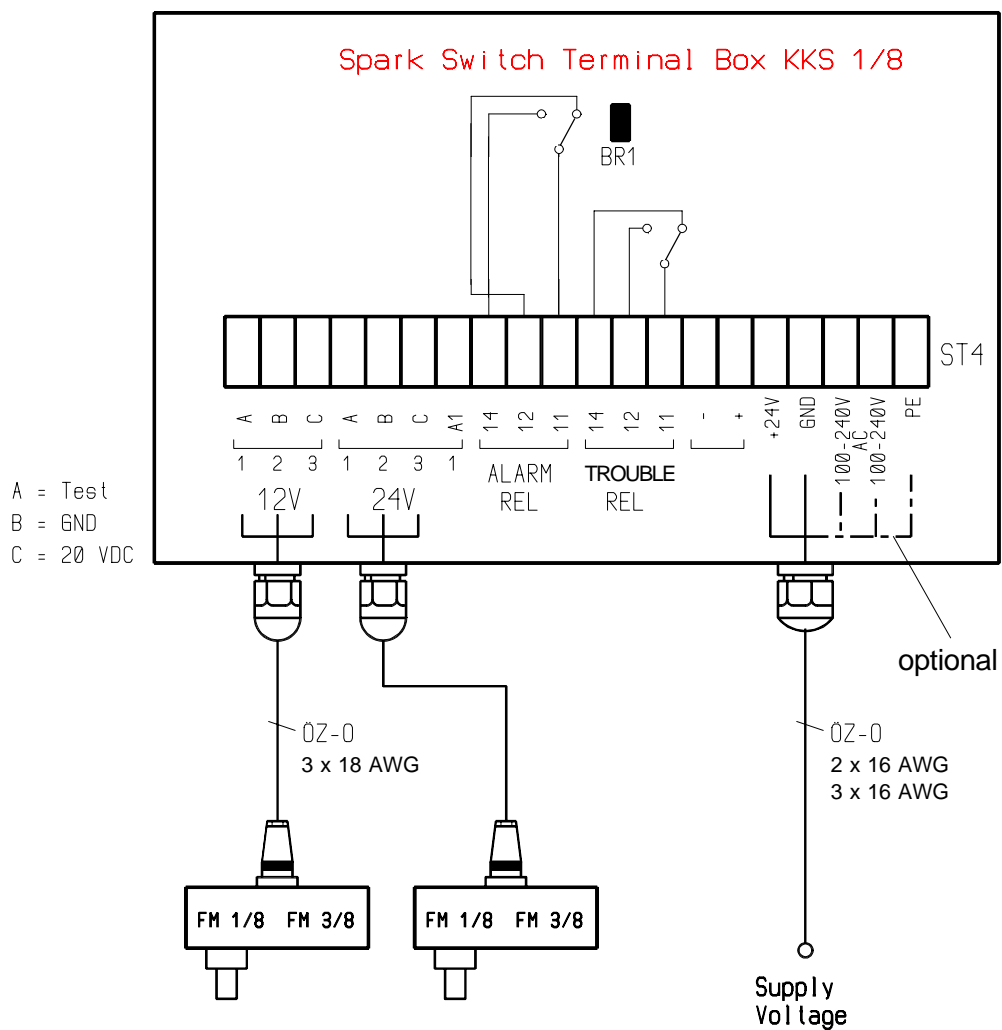 Spark Switch Terminal Box KKS 1/8
BR1
ST4
A B C A B C A1 14 12 11 14 12 11 - + +24V GND 100-240V AC 100-240V PE
1 2 3 1 2 3 1
12V 24V
ALARM REL
TROUBLE REL
A = Test
B = GND
C = 20 VDC
optional
ÖZ-O
3 x 18 AWG
ÖZ-O
2 x 16 AWG
3 x 16 AWG
FM 1/8 FM 3/8
FM 1/8 FM 3/8
Supply
Voltage